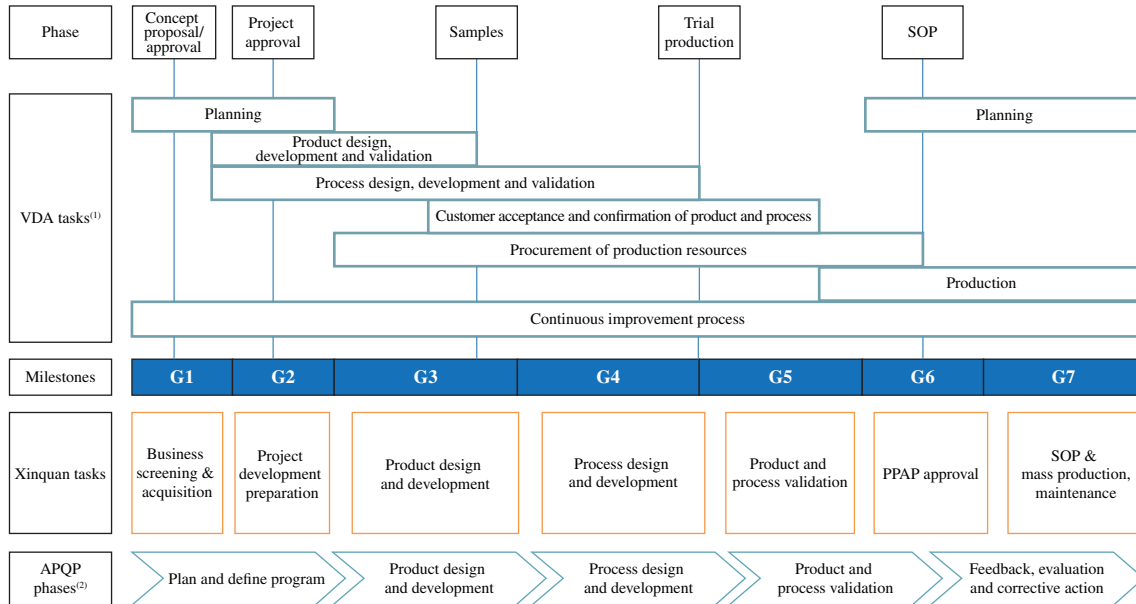 Phase
Concept
proposal/
approval
Project
approval
Samples
Trial
production
SOP
VDA tasks(1)
Planning
Planning
Product design,
development and validation
Process design, development and validation
Customer acceptance and confirmation of product and process
Procurement of production resources
Production
Continuous improvement process
Milestones
G1
G2
G3
G4
G5
G6
G7
Xinquan tasks
Business
screening &
acquisition
Project
development
preparation
Product design
and development
Process design
and development
Product and
process validation
PPAP approval
SOP &
mass production,
maintenance
APQP
phases(2)
Plan and define program
Product design
and development
Process design
and development
Product and
process validation
Feedback, evaluation
and corrective action